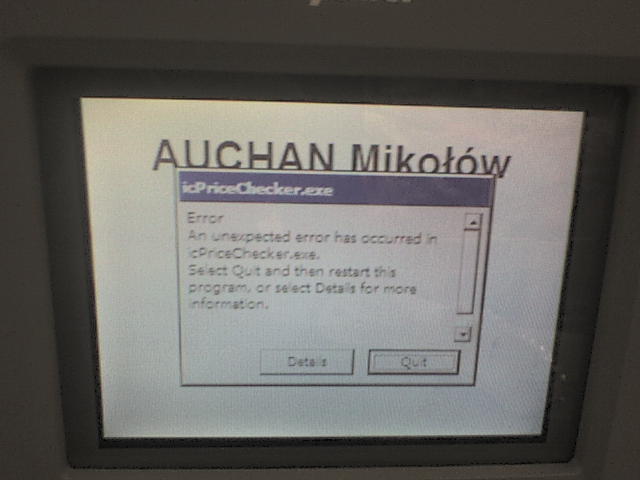 AUCHAN Mikołów
icPriceChecker.exe
Error
An unexpected error has occurred in
icPriceChecker.exe.
Select Quit and then restart this
program, or select Details for more
information.
Details
Quit